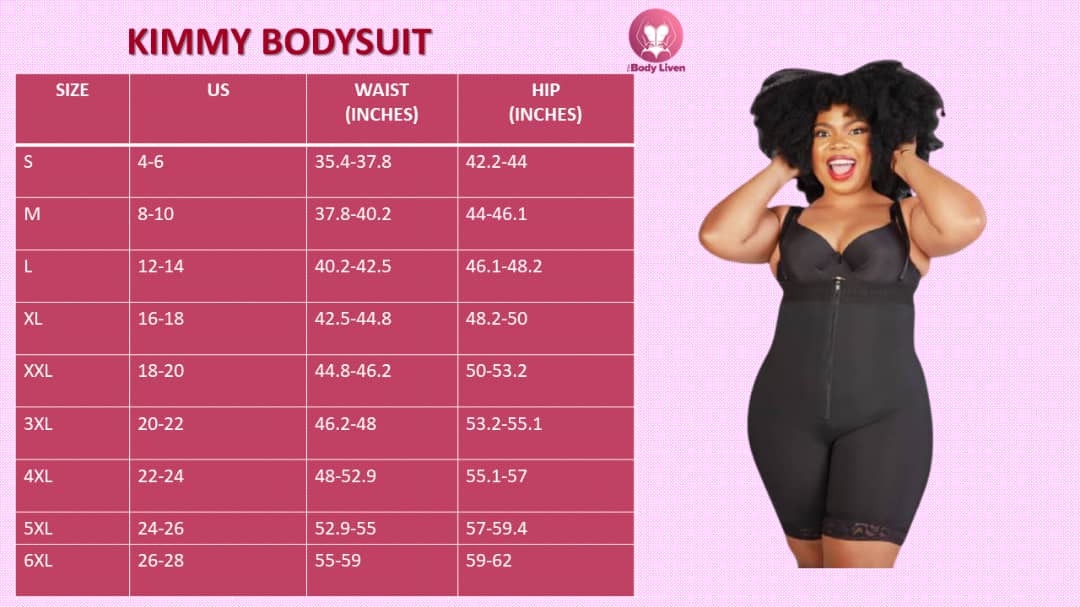 KIMMY BODYSUIT
theBody Liven
SIZE US WAIST (INCHES) HIP (INCHES)
S 4-6 35.4-37.8 42.2-44
M 8-10 37.8-40.2 44-46.1
L 12-14 40.2-42.5 46.1-48.2
XL 16-18 42.5-44.8 48.2-50
XXL 18-20 44.8-46.2 50-53.2
3XL 20-22 46.2-48 53.2-55.1
4XL 22-24 48-52.9 55.1-57
5XL 24-26 52.9-55 57-59.4
6XL 26-28 55-59 59-62